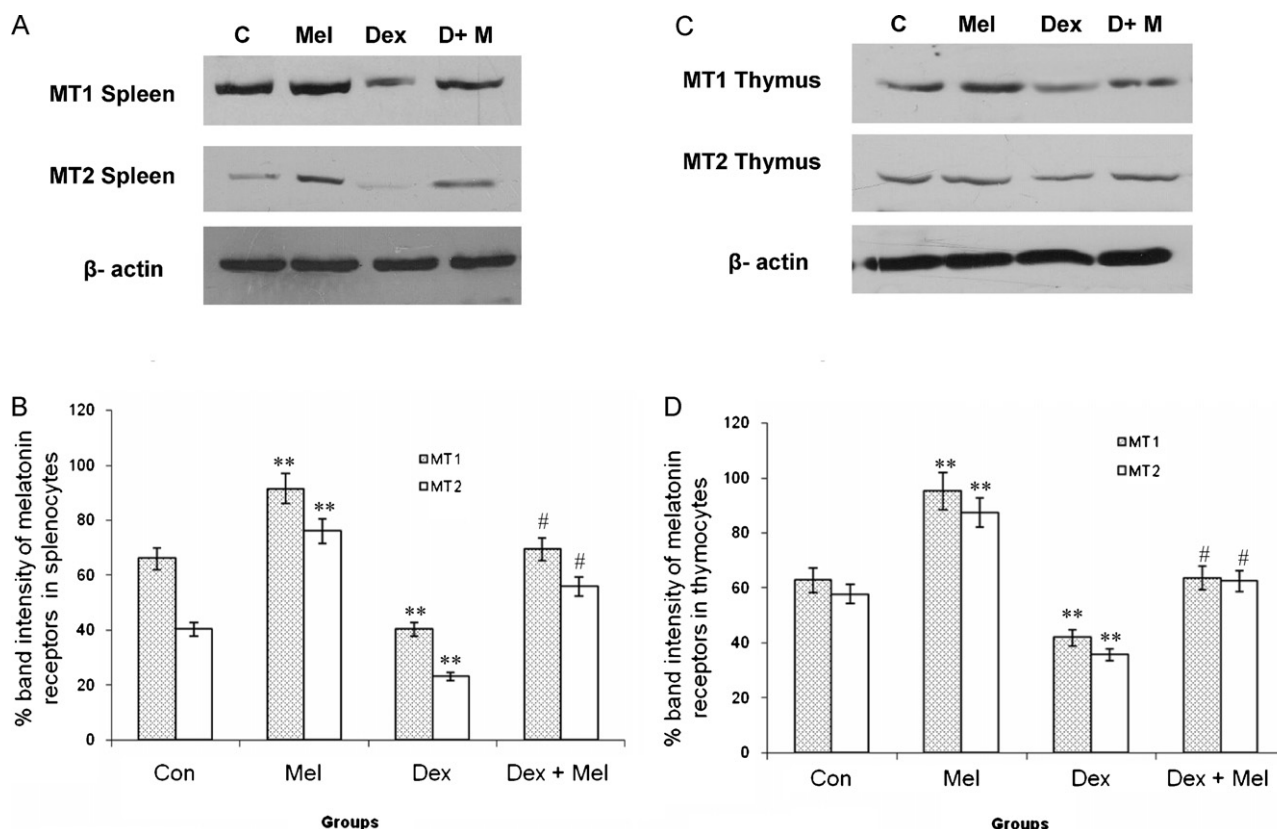 A
C Mel Dex D+ M
MT1 Spleen
MT2 Spleen
β- actin
C
C Mel Dex D+ M
MT1 Thymus
MT2 Thymus
β- actin
B
% band intensity of melatonin
receptors in splenocytes
120
100
80
60
40
20
0
MT1
MT2
**
**
**
**
#
#
Con Mel Dex Dex + Mel
Groups
D
% band intensity of melatonin
receptors in thymocytes
120
100
80
60
40
20
0
MT1
MT2
**
**
**
**
#
#
Con Mel Dex Dex + Mel
Groups